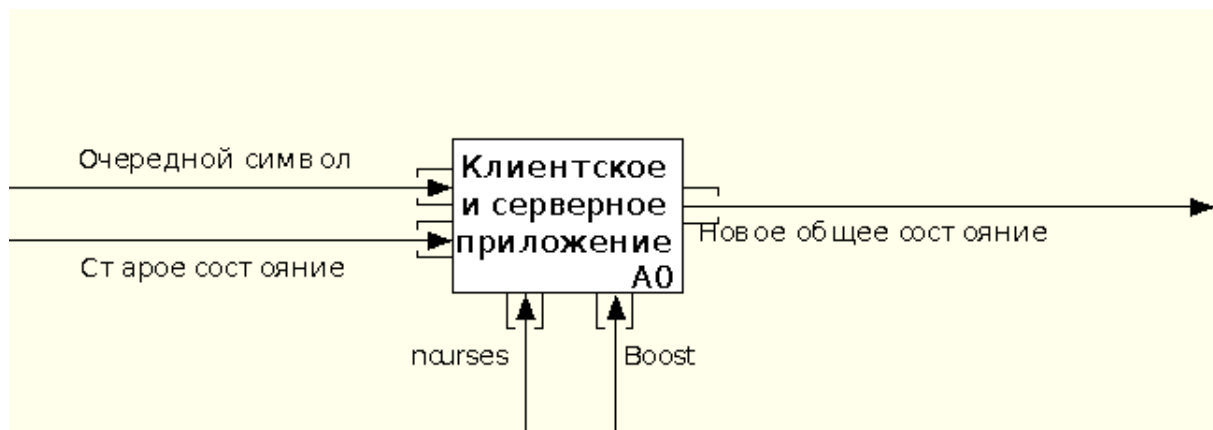 Очередной символ
Клиентское
и серверное
приложение
A0
Старое состояние
Новое общее состояние
ncurses
Boost